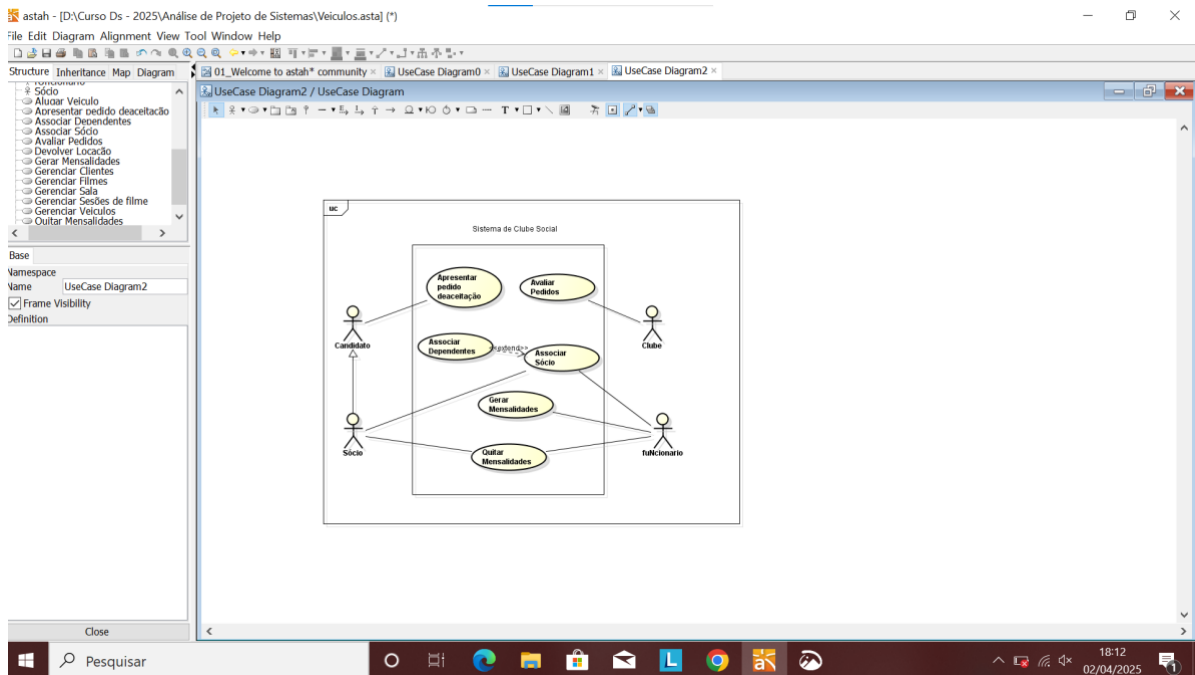 astah - [D:\Curso Ds - 2025\Análise de Projeto de Sistemas\Veiculos.asta] (*)
File Edit Diagram Alignment View Tool Window Help
Structure Inheritance Map Diagram
01_Welcome to astah* community × UseCase Diagram0 × UseCase Diagram1 × UseCase Diagram2 ×
UseCase Diagram2 / UseCase Diagram
Sócio
Alugar Veiculo
Apresentar pedido deaceitação
Associar Dependentes
Associar Sócio
Avaliar Pedidos
Devolver Locacão
Gerar Mensalidades
Gerenciar Clientes
Gerenciar Filmes
Gerenciar Sala
Gerenciar Sesões de filme
Gerenciar Veiculos
Quitar Mensalidades
Base
Namespace
Name UseCase Diagram2
Frame Visibility
Definition
Close
uc
Sistema de Clube Social
Apresentar
pedido
deaceitação
Avaliar
Pedidos
Candidato
Clube
Associar
Dependentes
<<extend>>
Associar
Sócio
Gerar
Mensalidades
Sócio
fuNcionario
Quitar
Mensalidades
Pesquisar
18:12
02/04/2025
1